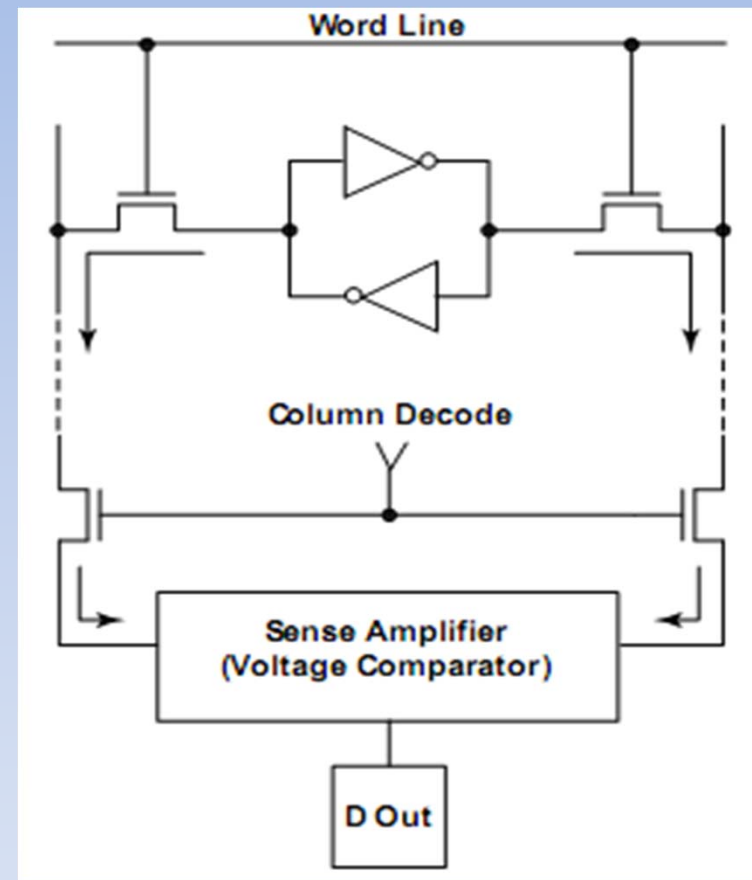 Word Line
Column Decode
Sense Amplifier
(Voltage Comparator)
D Out